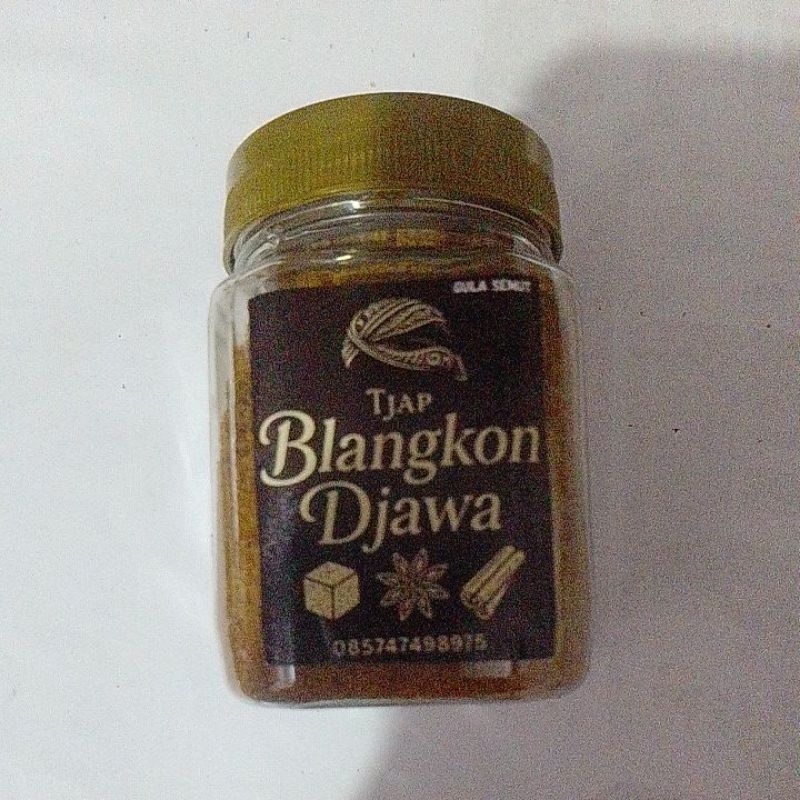 GULA SEMUT
Tjap
Blangkon
Djawa
085747498975